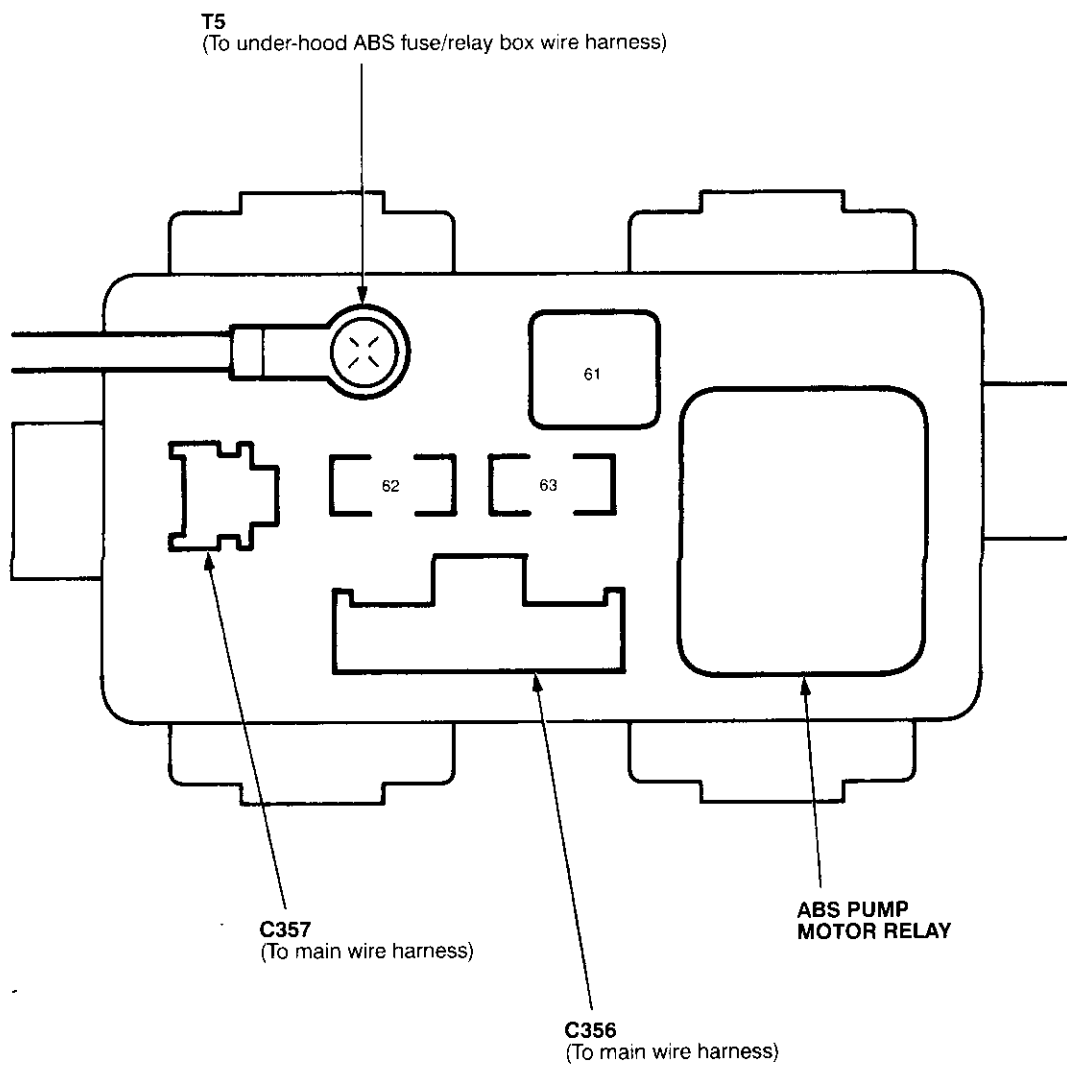 T5
(To under-hood ABS fuse/relay box wire harness)
61
62
63
C357
(To main wire harness)
ABS PUMP
MOTOR RELAY
C356
(To main wire harness)